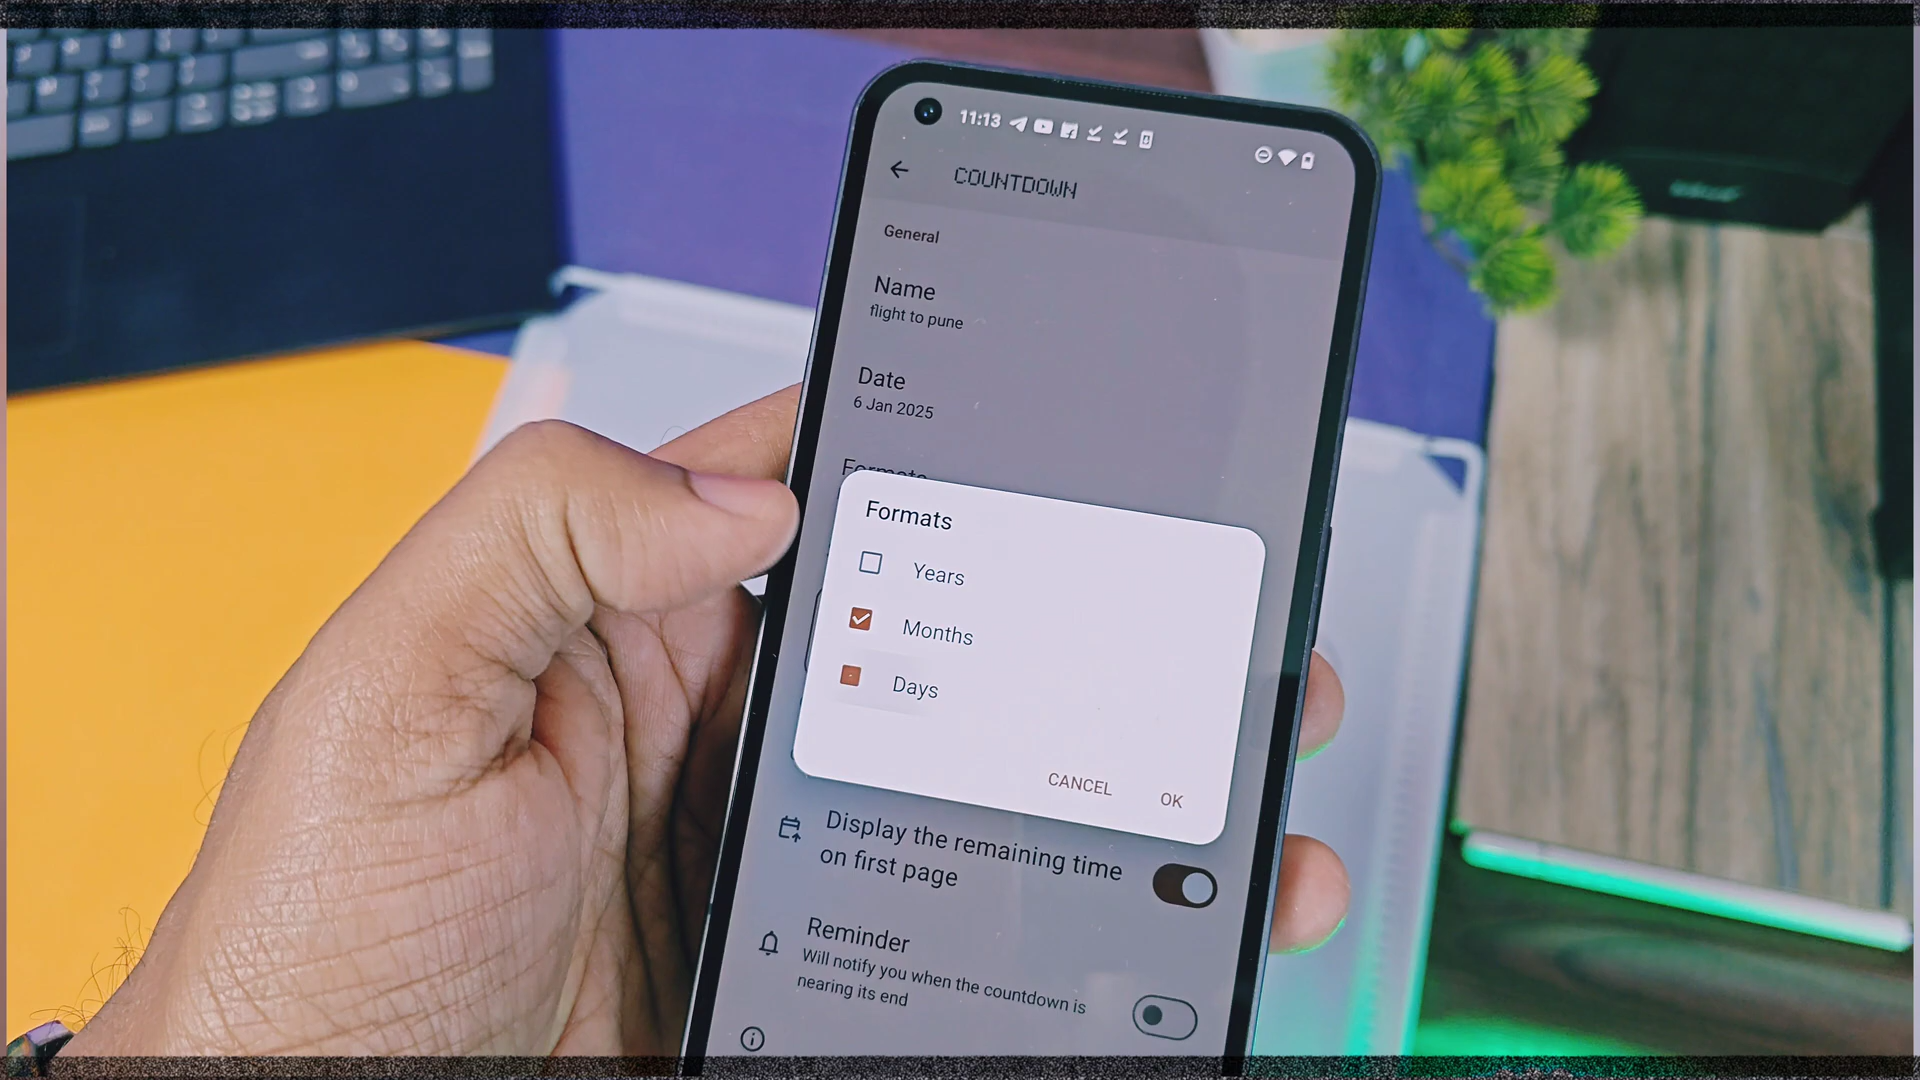 11:13
COUNTDOWN
General
Name
flight to pune
Date
6 Jan 2025
Formats
Formats
Years
Months
Days
CANCEL
OK
Display the remaining time
on first page
Reminder
Will notify you when the countdown is
nearing its end